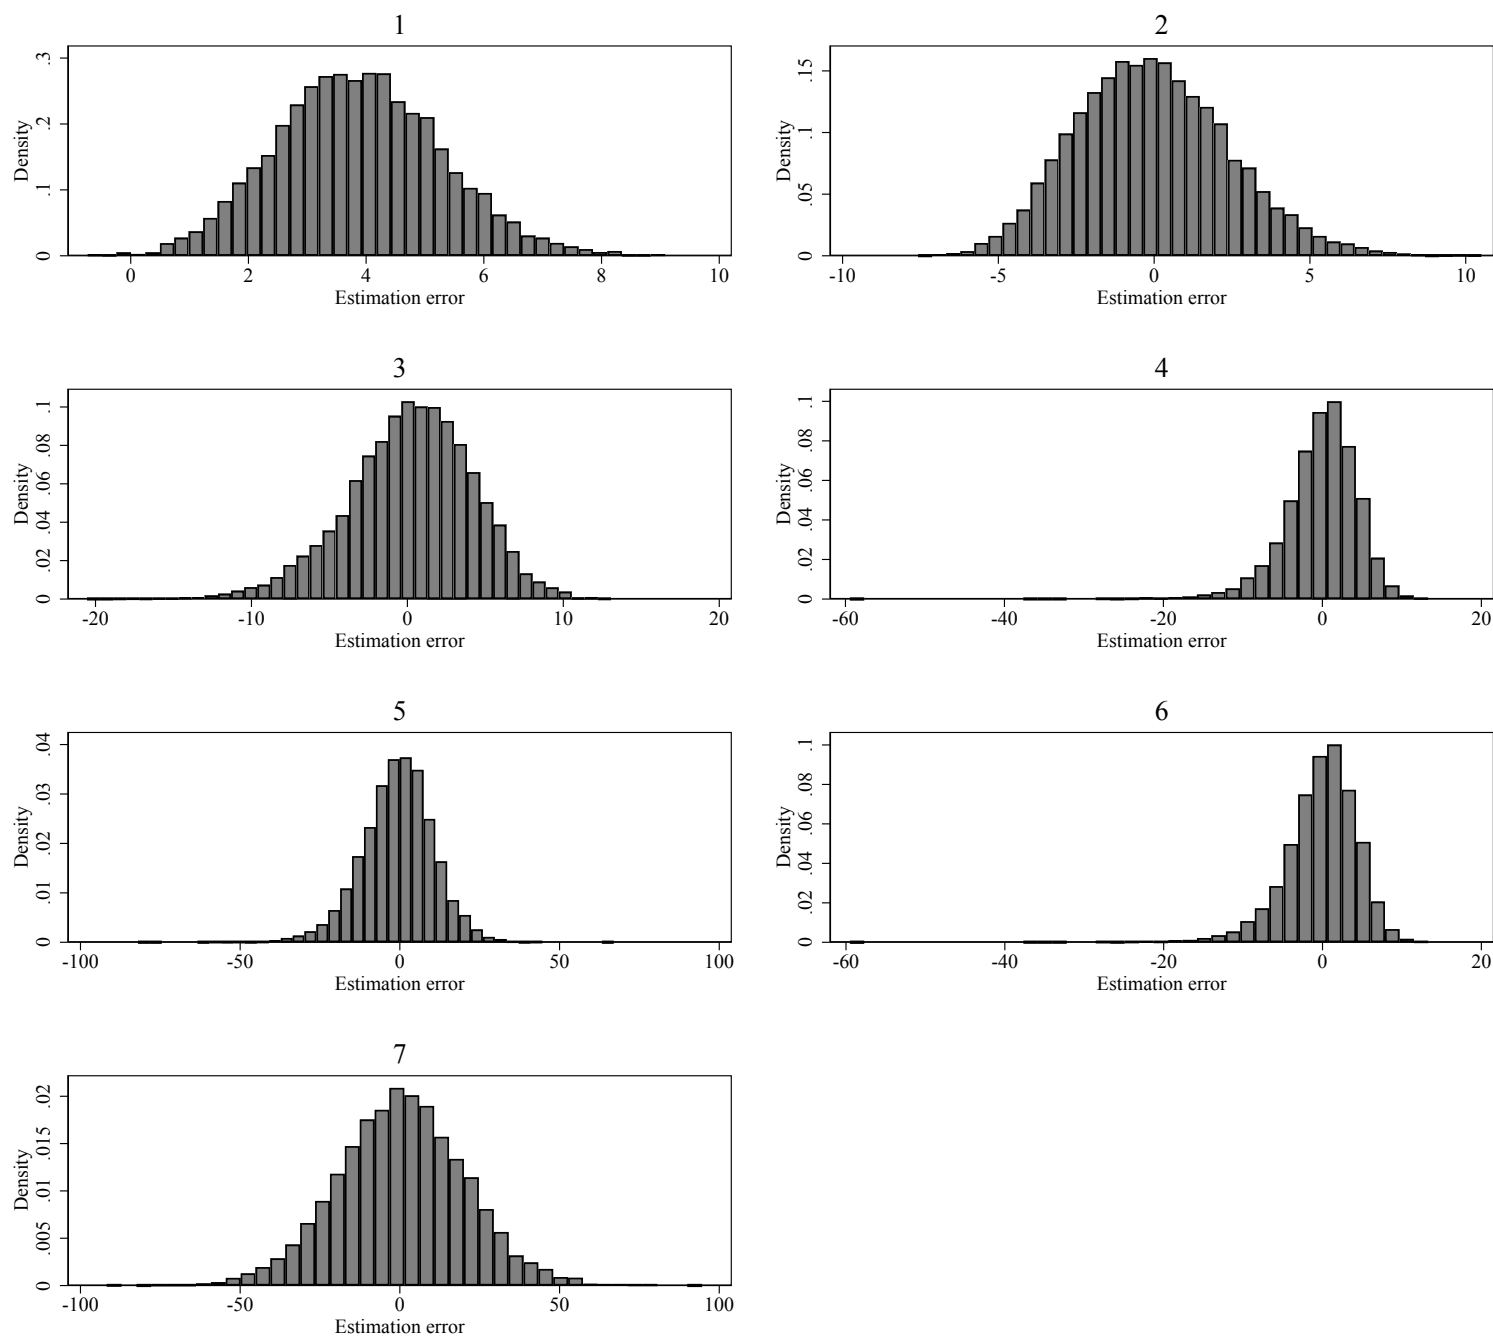 1
Density
0 .1 .2 .3
0 2 4 6 8 10
Estimation error
2
Density
0 .05 .1 .15
-10 -5 0 5 10
Estimation error
3
Density
0 .02 .04 .06 .08 .1
-20 -10 0 10 20
Estimation error
4
Density
0 .02 .04 .06 .08 .1
-60 -40 -20 0 20
Estimation error
5
Density
0 .01 .02 .03 .04
-100 -50 0 50 100
Estimation error
6
Density
0 .02 .04 .06 .08 .1
-60 -40 -20 0 20
Estimation error
7
Density
0 .005 .01 .015 .02
-100 -50 0 50 100
Estimation error